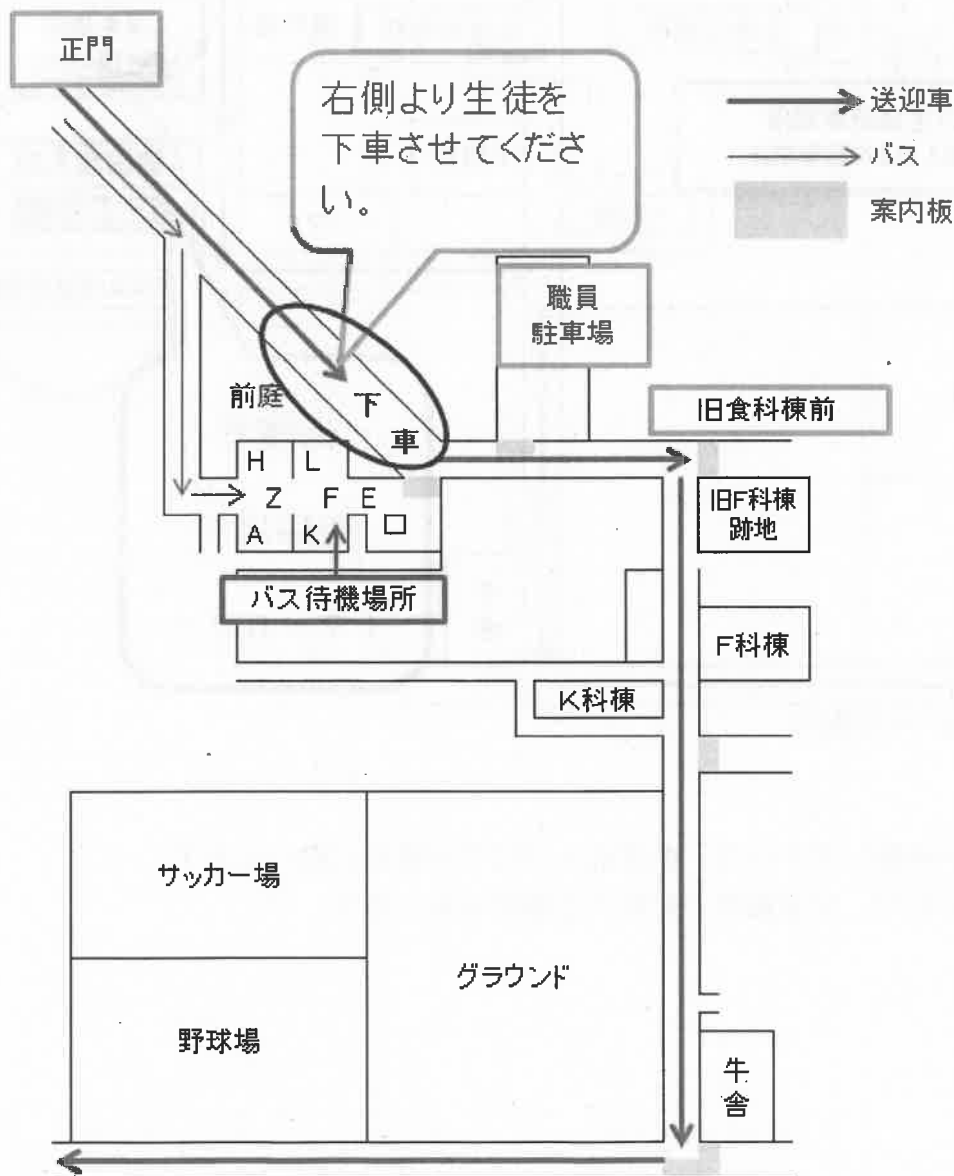 正門
右側より生徒を
下車させてくださ
い。
送迎車
バス
案内板
職員
駐車場
前庭
下
車
旧食科棟前
H L
Z F E
A K 口
旧F科棟
跡地
バス待機場所
F科棟
K科棟
サッカー場
グラウンド
野球場
牛
舎